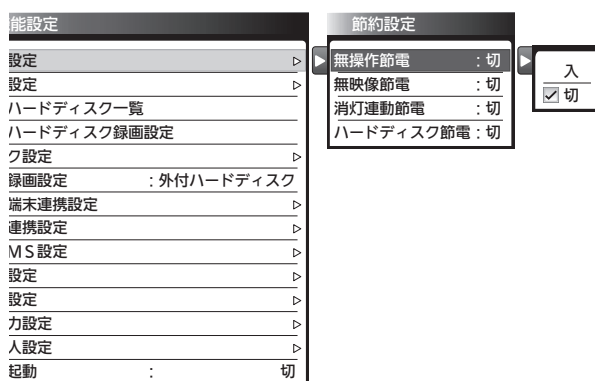 能設定
設定
設定
ハードディスク一覧
ハードディスク録画設定
ク設定
録画設定 :外付ハードディスク
端末連携設定
連携設定
MS設定
設定
設定
力設定
人設定
起動 : 切
節約設定
無操作節電 :切
無映像節電 :切
消灯連動節電 :切
ハードディスク節電:切
入
切